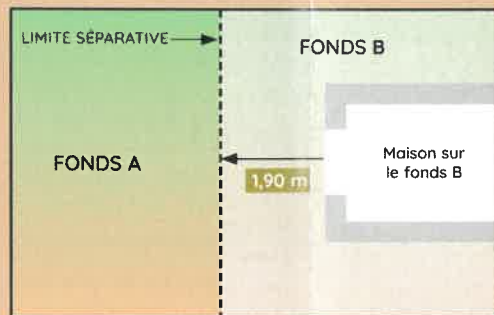 LIMITE SÉPARATIVE
FONDS B
FONDS A
1,90 m
Maison sur
le fonds B